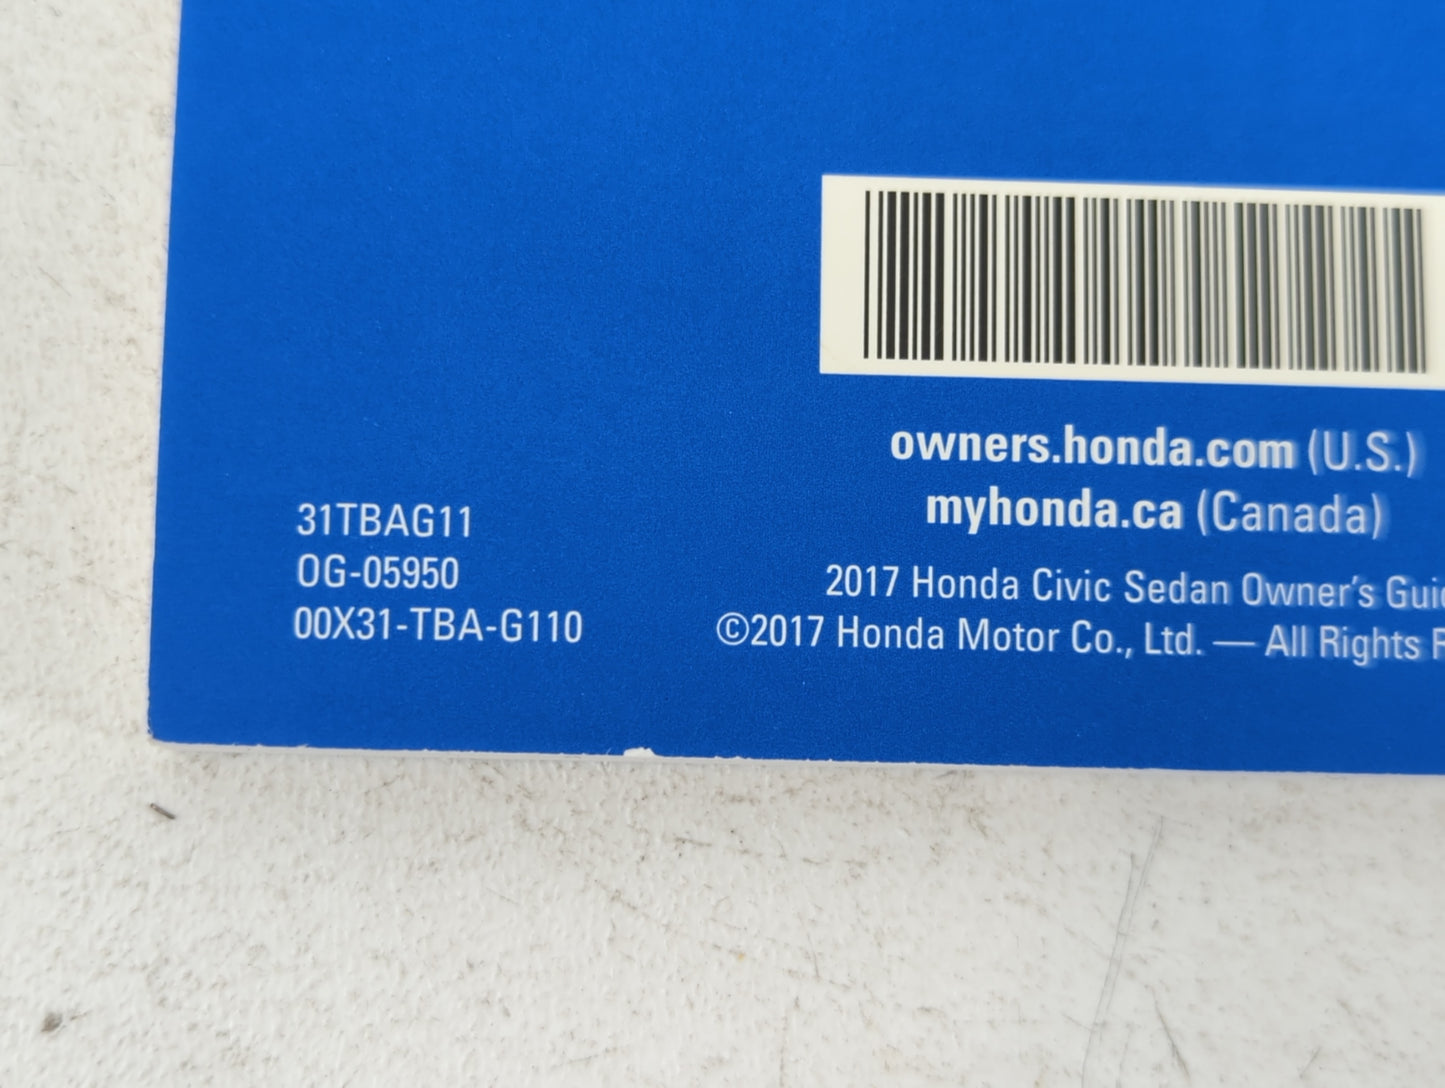 owners.honda.com (U.S.)
myhonda.ca (Canada)
31TBAG11
OG-05950
00X31-TBA-G110
2017 Honda Civic Sedan Owner's
©2017 Honda Motor Co., Ltd. — All Rights